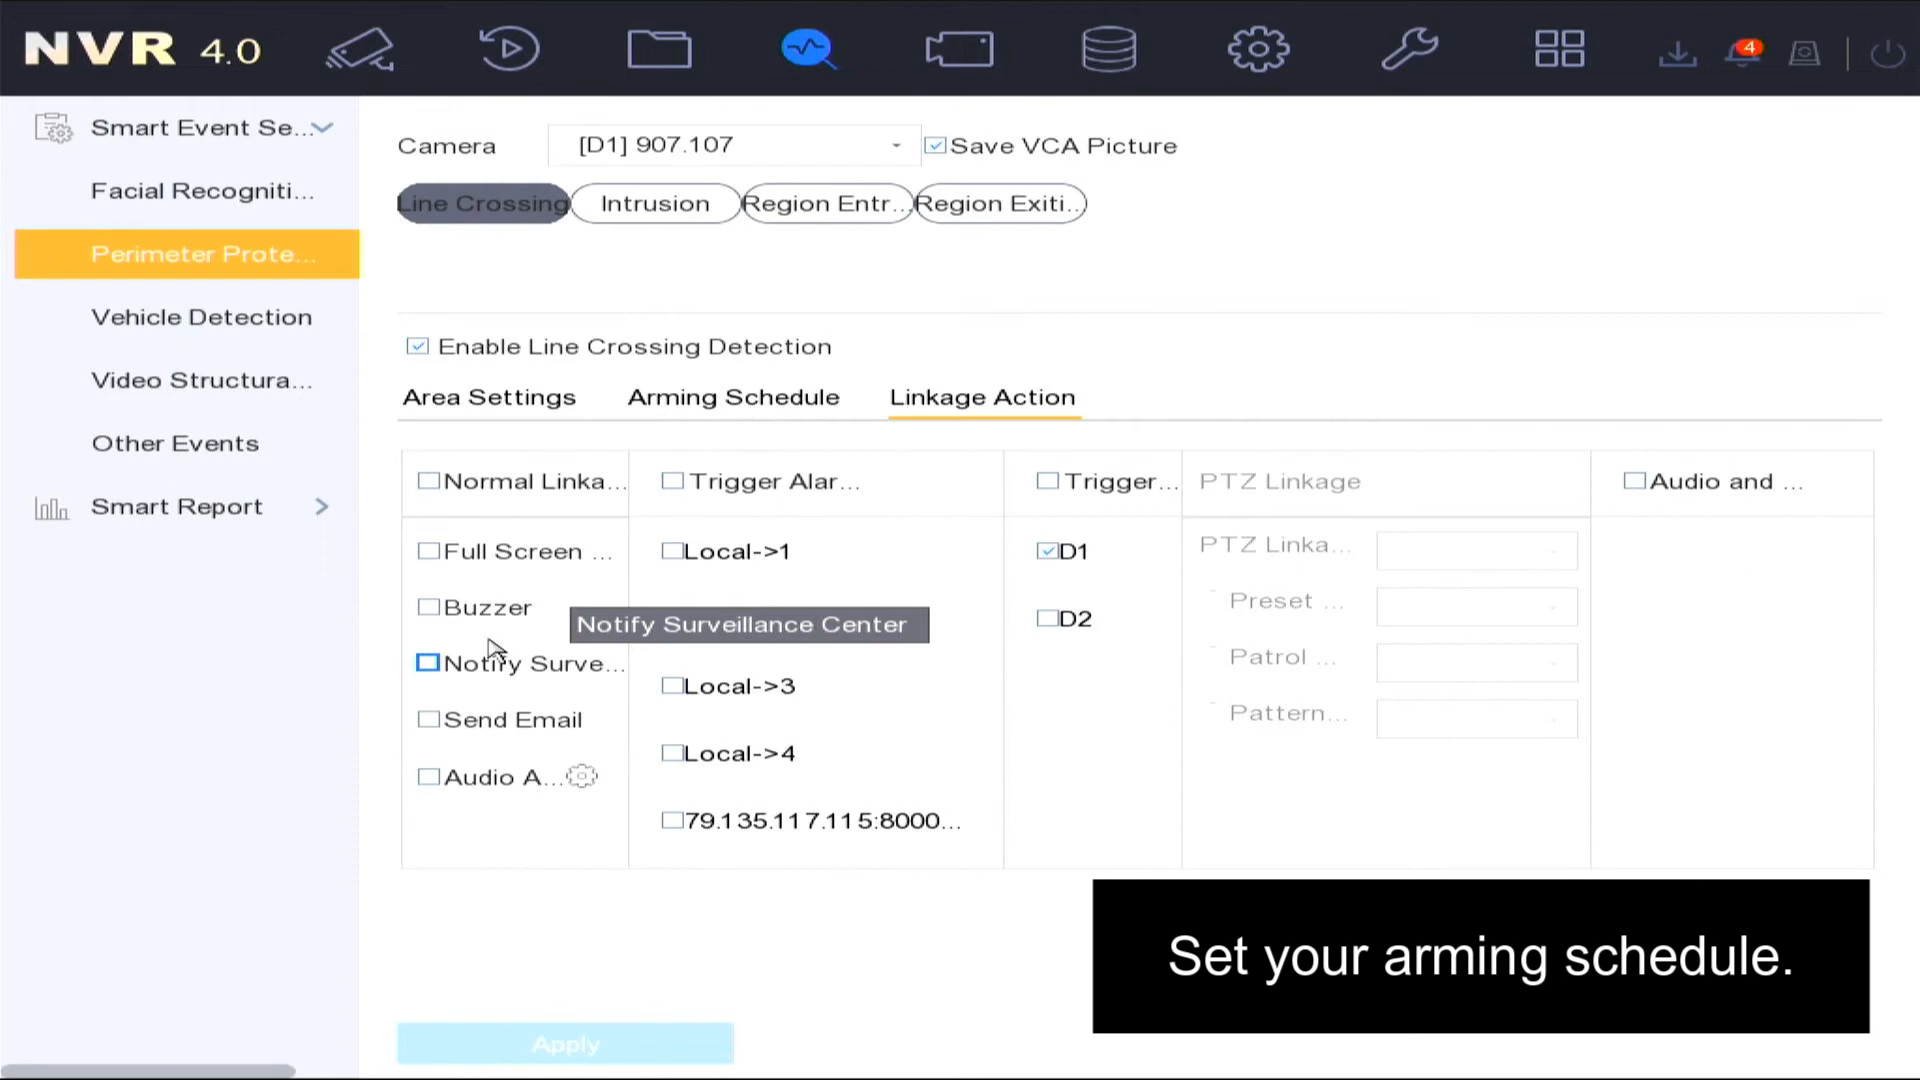 NVR 4.0
4
Smart Event Se...
Facial Recogniti...
Perimeter Prote...
Vehicle Detection
Video Structura...
Other Events
Smart Report
Camera [D1] 907.107 Save VCA Picture
Line Crossing Intrusion Region Entr... Region Exiti...
Enable Line Crossing Detection
Area Settings Arming Schedule Linkage Action
Normal Linka... Trigger Alar... Trigger... PTZ Linkage Audio and ...
Full Screen ... Local->1 D1 PTZ Linka...
Buzzer Notify Surveillance Center D2 Preset ...
Notify Surve... Local->3 Patrol ...
Send Email Local->4 Pattern...
Audio A... 79.135.117.115:8000...
Set your arming schedule.
Apply